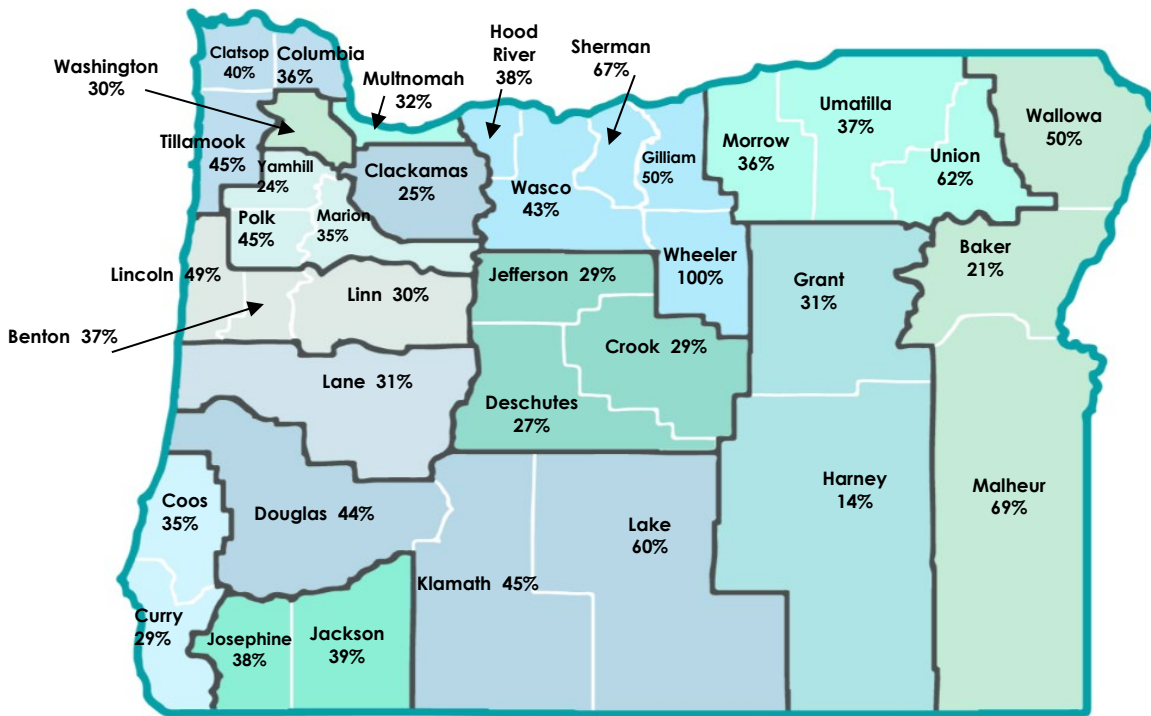 Clatsop
40%
Columbia
36%
Washington
30%
Multnomah
32%
Hood
River
38%
Sherman
67%
Tillamook
45%
Yamhill
24%
Clackamas
25%
Wasco
43%
Gilliam
50%
Morrow
36%
Umatilla
37%
Union
62%
Wallowa
50%
Polk
45%
Marion
35%
Wheeler
100%
Baker
21%
Lincoln 49%
Linn 30%
Jefferson 29%
Grant
31%
Benton 37%
Crook 29%
Lane 31%
Deschutes
27%
Coos
35%
Douglas 44%
Lake
60%
Harney
14%
Malheur
69%
Klamath 45%
Curry
29%
Josephine
38%
Jackson
39%